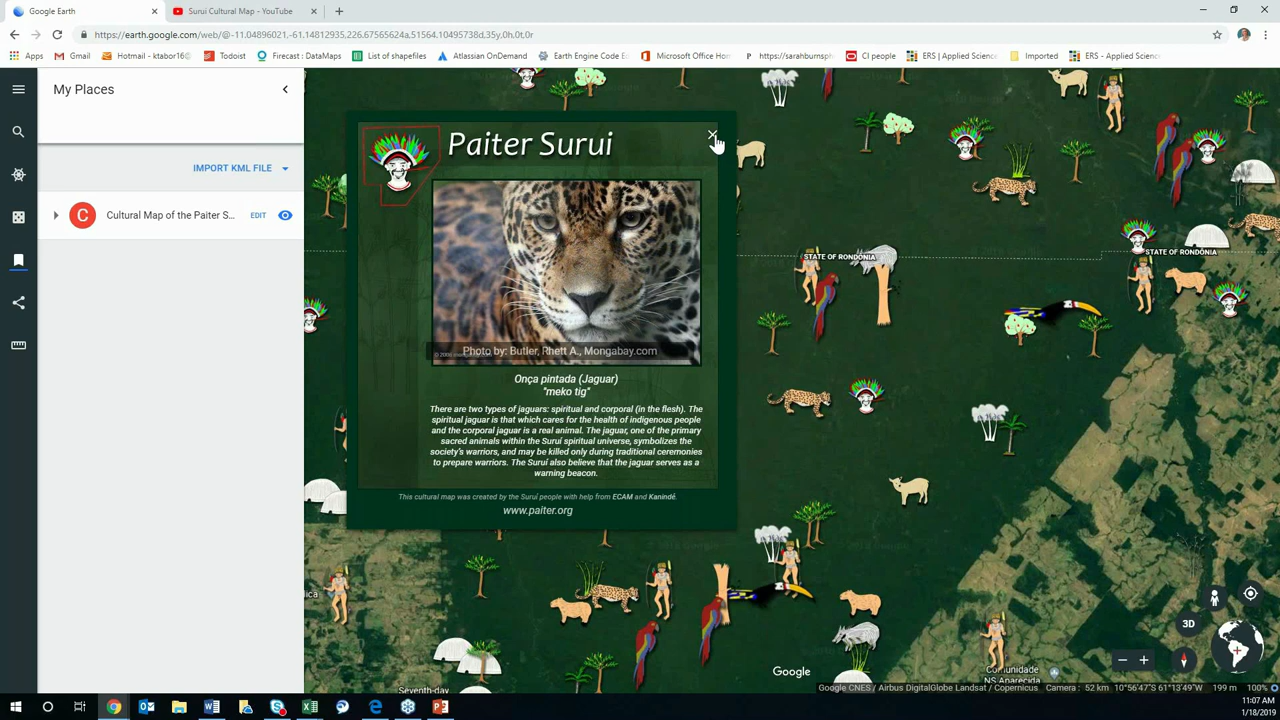 Google Earth
Surui Cultural Map - YouTube
https://earth.google.com/web/@-11.04896021,-61.14812935,226.67565624a,51564.10495738d,35y,0h,0t,0r
Apps
Gmail
Hotmail - ktabor16@
Todoist
Firecast : DataMaps
List of shapefiles
Atlassian OnDemand
Earth Engine Code Ed
Microsoft Office Hom
https://sarahburnsph
CI people
ERS | Applied Science
Imported
ERS - Applied Scienc
My Places
IMPORT KML FILE
C
Cultural Map of the Paiter S...
EDIT
Paiter Surui
Photo by: Butler, Rhett A., Mongabay.com
Onça pintada (Jaguar)
"meko tig"
There are two types of jaguars: spiritual and corporal (in the flesh). The
spiritual jaguar is that which cares for the health of indigenous people
and the corporal jaguar is a real animal. The jaguar, one of the primary
sacred animals within the Suruí spiritual universe, symbolizes the
society's warriors, and may be killed only during traditional ceremonies
to prepare warriors. The Suruí also believe that the jaguar serves as a
warning beacon.
This cultural map was created by the Suruí people with help from ECAM and Kanindé.
www.paiter.org
STATE OF RONDÔNIA
STATE OF RONDÔNIA
3D
Google
Comunidade
NS Aparecida
Seventh-day
Google CNES / Airbus DigitalGlobe Landsat / Copernicus Camera : 52 km 10°56'47"S 61°13'49"W 199 m 100%
11:07 AM
1/18/2019